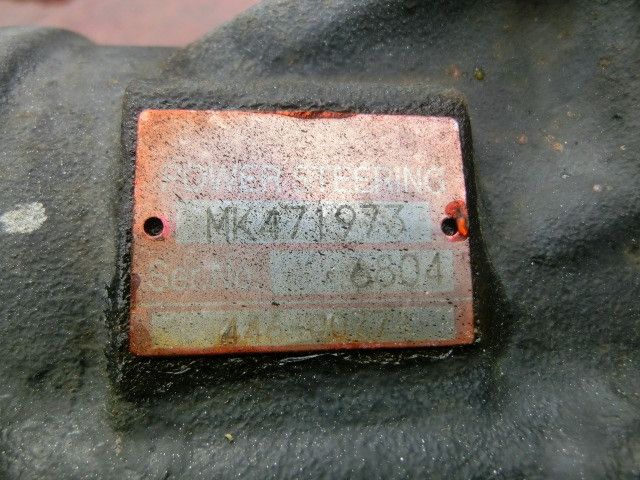 POWER STEERING
MK471973
Ser No 6804